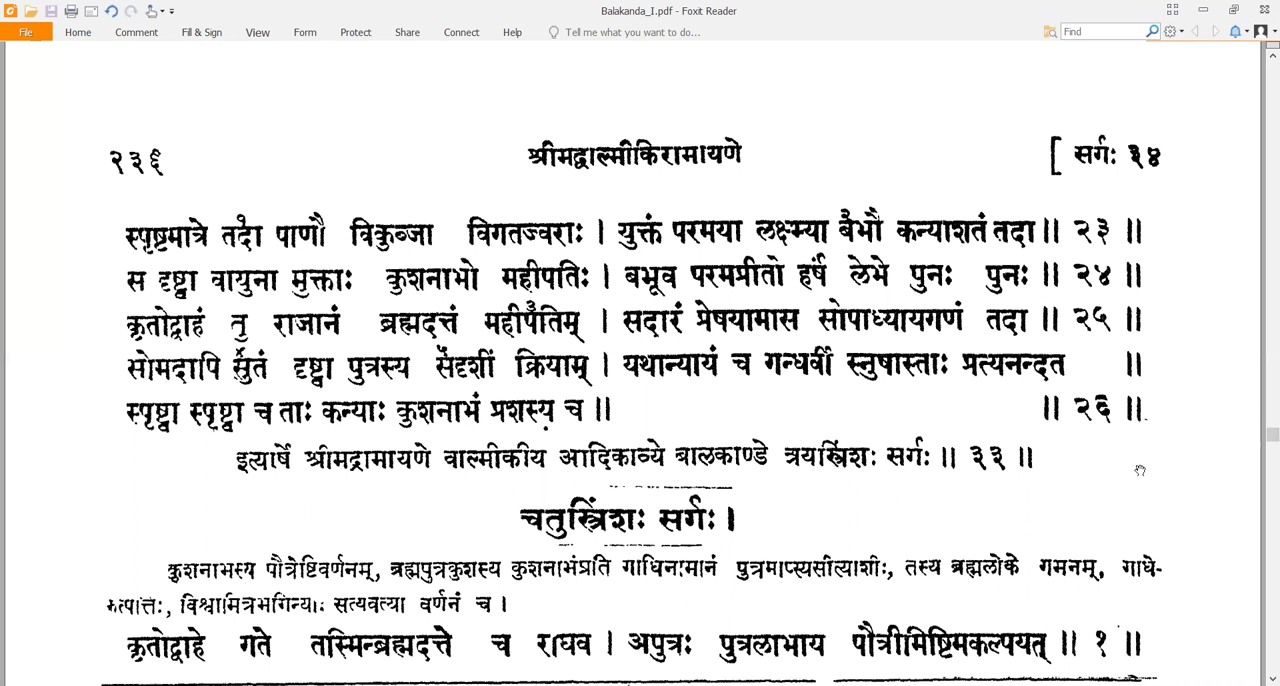 Balakanda_I.pdf - Foxit Reader
File Home Comment Fill & Sign View Form Protect Share Connect Help Tell me what you want to do... Find
२३६ श्रीमद्वाल्मीकिरामायणे [ सर्गः ३४
स्पृष्टमात्रे तदा पाणौ विकुब्जा विगतज्वराः । युक्तं परमया लक्ष्म्या बभौ कन्याशतं तदा ॥ २३ ॥
स दृष्ट्वा वायुना मुक्ताः कुशनाभो महीपतिः । बभूव परमप्रीतो हर्षं लेभे पुनः पुनः ॥ २४ ॥
कृतोद्वाहं तु राजानं ब्रह्मदत्तं महीपतिम् । सदारं प्रेषयामास सोपाध्यायगणं तदा ॥ २५ ॥
सोमदापि सुतं दृष्ट्वा पुत्रस्य सदृशीं क्रियाम् । यथान्यायं च गन्धर्वी स्नुषास्ताः प्रत्यनन्दत ॥
स्पृष्ट्वा स्पृष्ट्वा च ताः कन्याः कुशनाभं प्रशस्य च ॥ ॥ २६ ॥
इत्यार्षे श्रीमद्रामायणे वाल्मीकीय आदिकाव्ये बालकाण्डे त्रयस्त्रिंशः सर्गः ॥ ३३ ॥
चतुस्त्रिंशः सर्गः ।
कुशनाभस्य पौत्रेष्टिवर्णनम्, ब्रह्मपुत्रकुशस्य कुशनाभंप्रति गाधिनामानं पुत्रमाप्स्यसीत्याशीः, तस्य ब्रह्मलोके गमनम्, गाधे-
रुत्पत्तिः, विश्वामित्रभगिन्याः सत्यवत्या वर्णनं च ।
कृतोद्वाहे गते तस्मिन्ब्रह्मदत्ते च राघव । अपुत्रः पुत्रलाभाय पौत्रीमिष्टिमकल्पयत् ॥ १ ॥